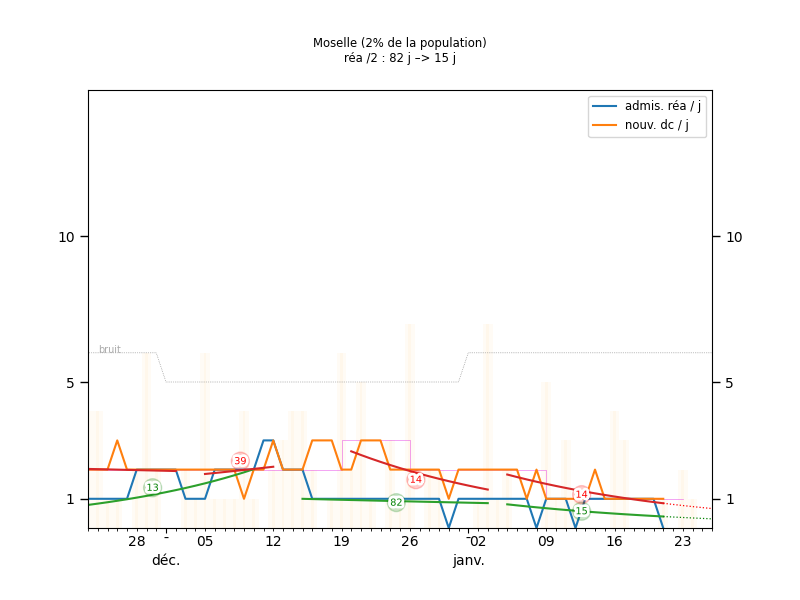 Moselle (2% de la population)
réa /2 : 82 j –> 15 j
admis. réa / j
nouv. dc / j
10 10
bruit
5 5
39
13 14 14
82 15
1 1
28 05 12 19 26 02 09 16 23
déc. janv.